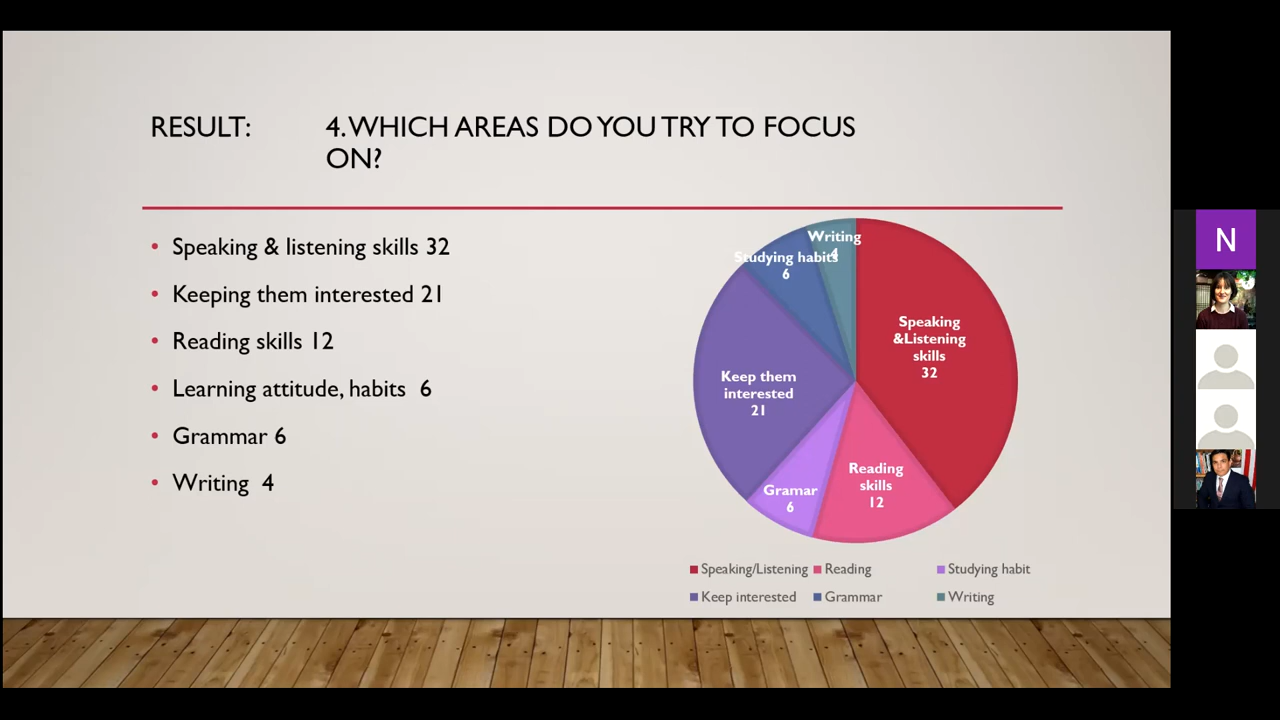 RESULT: 4. WHICH AREAS DO YOU TRY TO FOCUS
ON?
• Speaking & listening skills 32
• Keeping them interested 21
• Reading skills 12
• Learning attitude, habits 6
• Grammar 6
• Writing 4
Writing
4
Studying habits
6
Speaking
&Listening
skills
32
Keep them
interested
21
Reading
skills
12
Gramar
6
Speaking/Listening Reading Studying habit
Keep interested Grammar Writing
N